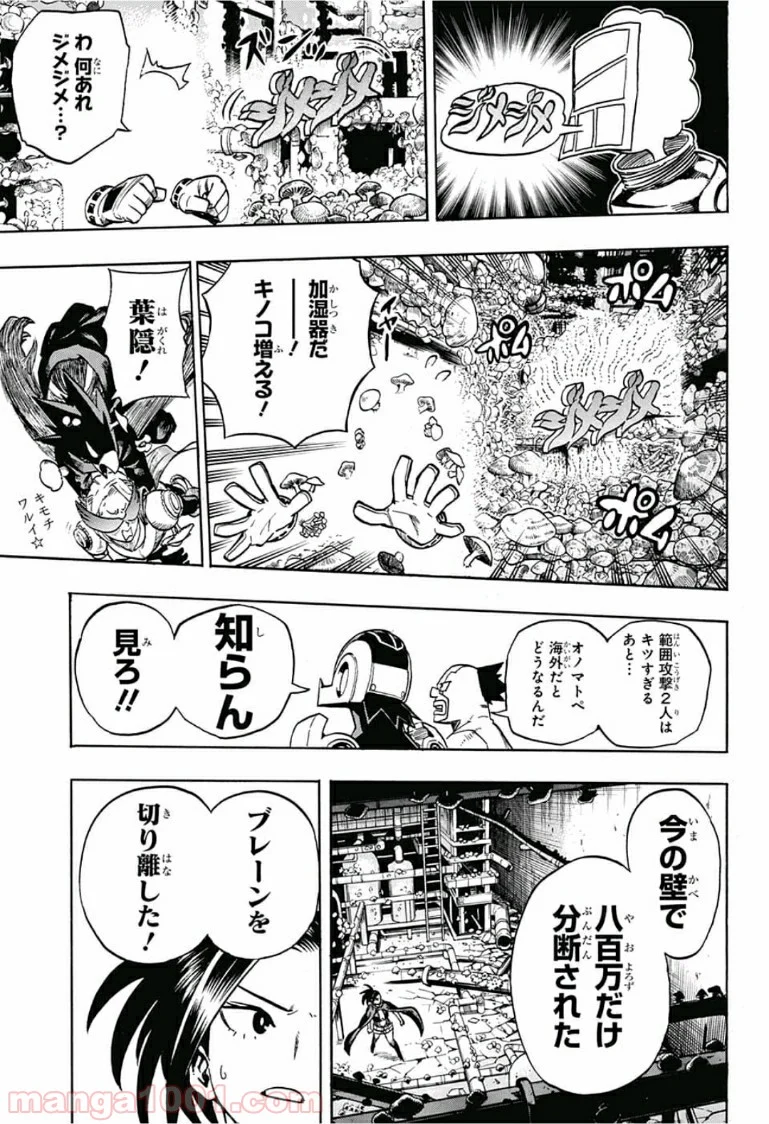 ジメジメ
ズズン
ジメジメ
わ 何あれ
ジメジメ…?
ポム
ポム
ジメジメ
ポム
イヤー
加湿器だ
――!
キノコ増える!
葉隠!
キモチ
ワルイ☆
範囲攻撃2人は
キツすぎる
あと…
オノマトペ
海外だと
どうなるんだ
知らん
見ろ!!
今の壁で
八百万だけ
分断された
ブレーンを
切り離した!
manga1001.com